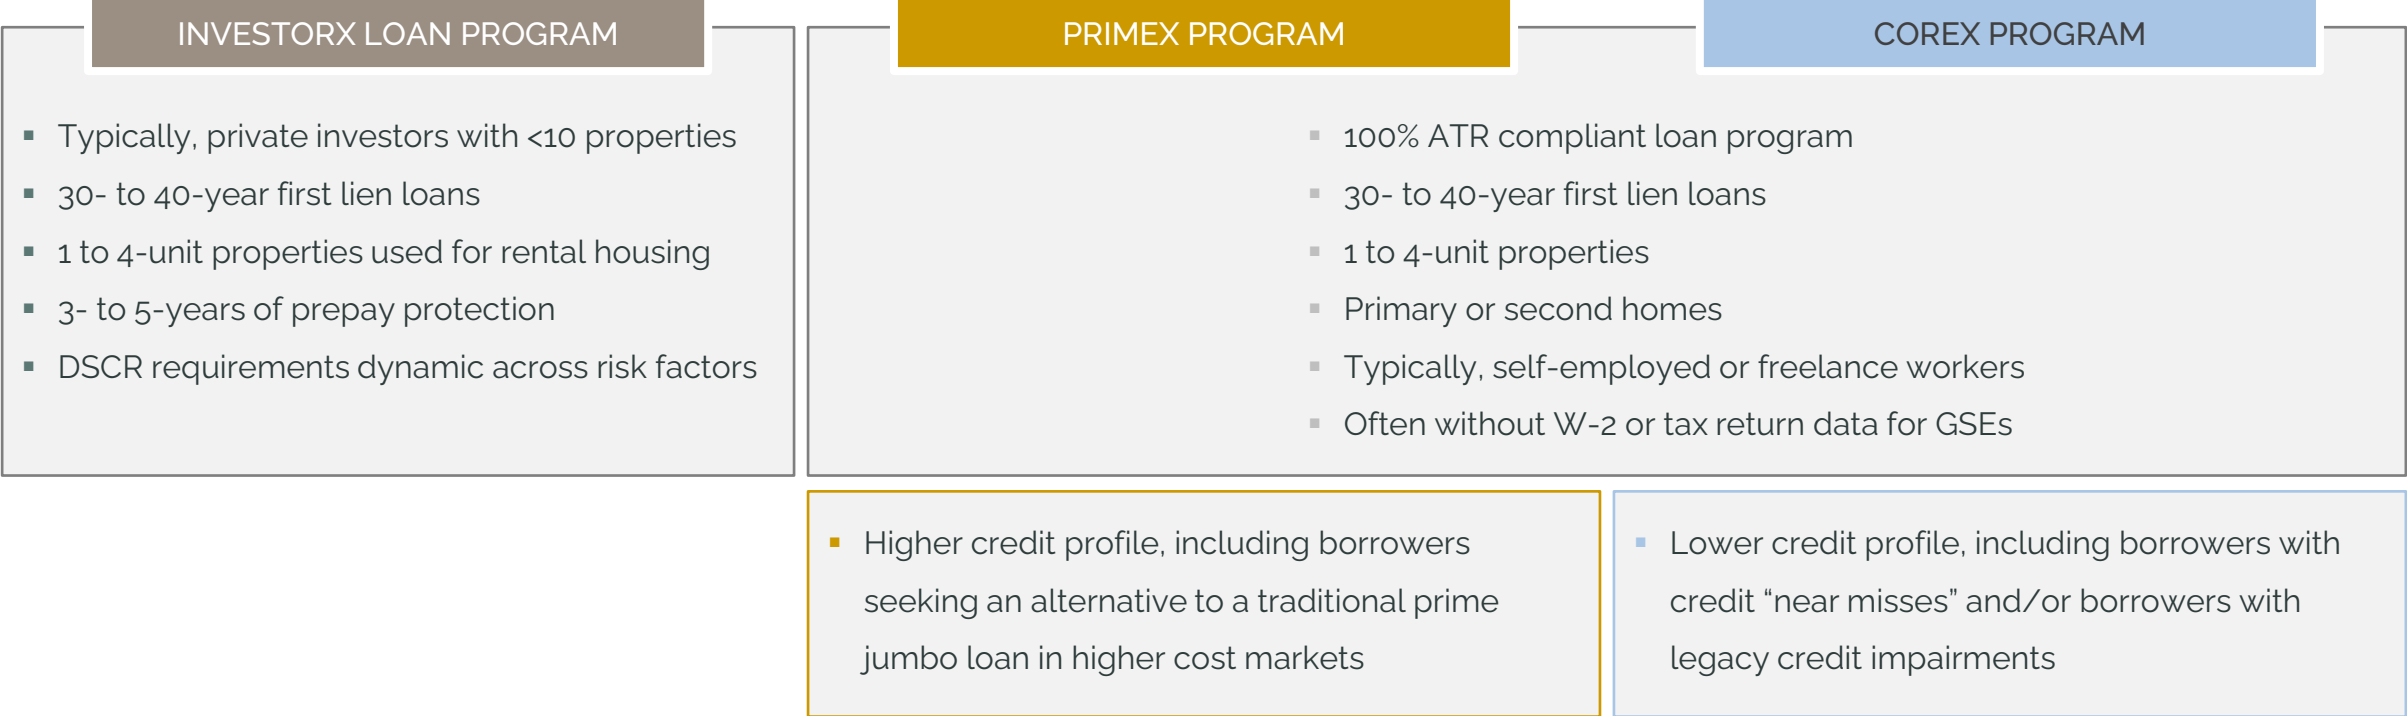 INVESTORX LOAN PROGRAM
▪ Typically, private investors with <10 properties
▪ 30- to 40-year first lien loans
▪ 1 to 4-unit properties used for rental housing
▪ 3- to 5-years of prepay protection
▪ DSCR requirements dynamic across risk factors
PRIMEX PROGRAM
COREX PROGRAM
▪ 100% ATR compliant loan program
▪ 30- to 40-year first lien loans
▪ 1 to 4-unit properties
▪ Primary or second homes
▪ Typically, self-employed or freelance workers
▪ Often without W-2 or tax return data for GSEs
▪ Higher credit profile, including borrowers
seeking an alternative to a traditional prime
jumbo loan in higher cost markets
▪ Lower credit profile, including borrowers with
credit “near misses” and/or borrowers with
legacy credit impairments